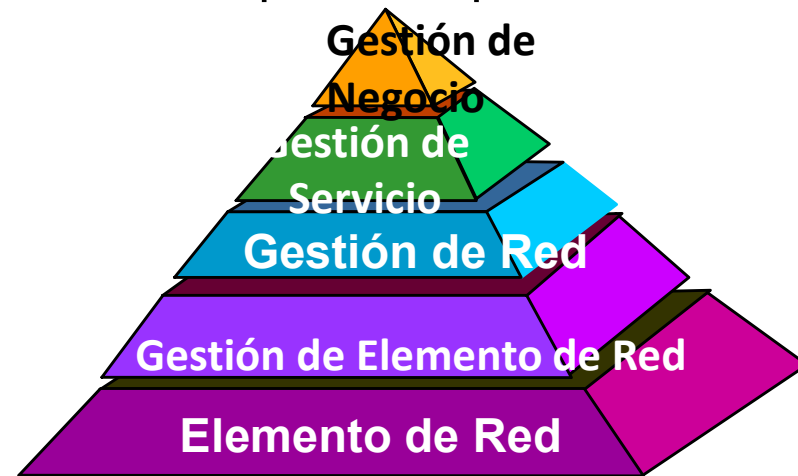 Gestión de
Negocio
Gestión de
Servicio
Gestión de Red
Gestión de Elemento de Red
Elemento de Red